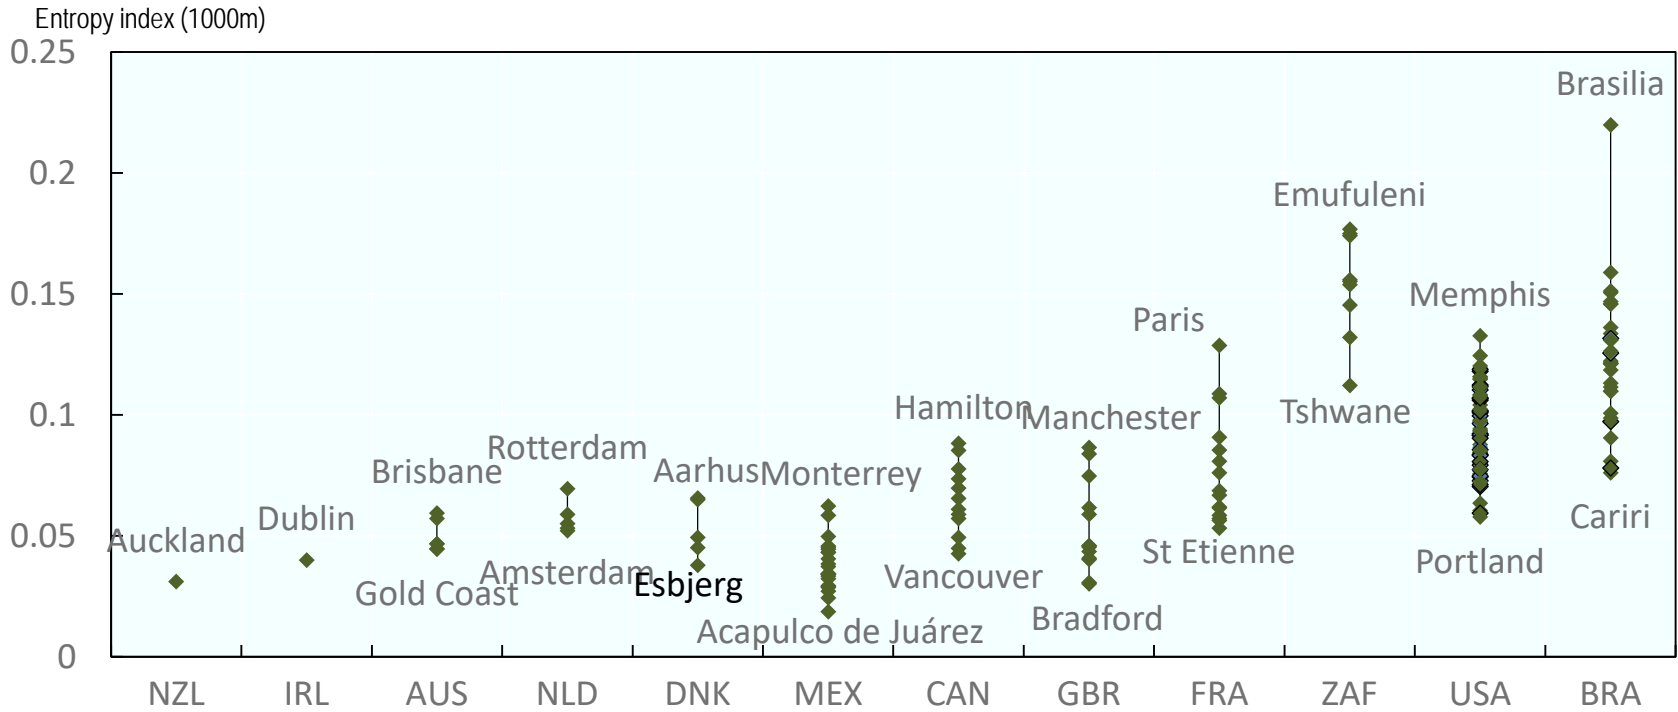 Entropy index (1000m)
0.25
0.2
0.15
0.1
0.05
0
Auckland
Dublin
Brisbane
Gold Coast
Rotterdam
Amsterdam
Aarhus
Esbjerg
Monterrey
Acapulco de Juárez
Hamilton
Vancouver
Manchester
Bradford
Paris
St Etienne
Emufuleni
Tshwane
Memphis
Portland
Brasilia
Cariri
NZL IRL AUS NLD DNK MEX CAN GBR FRA ZAF USA BRA